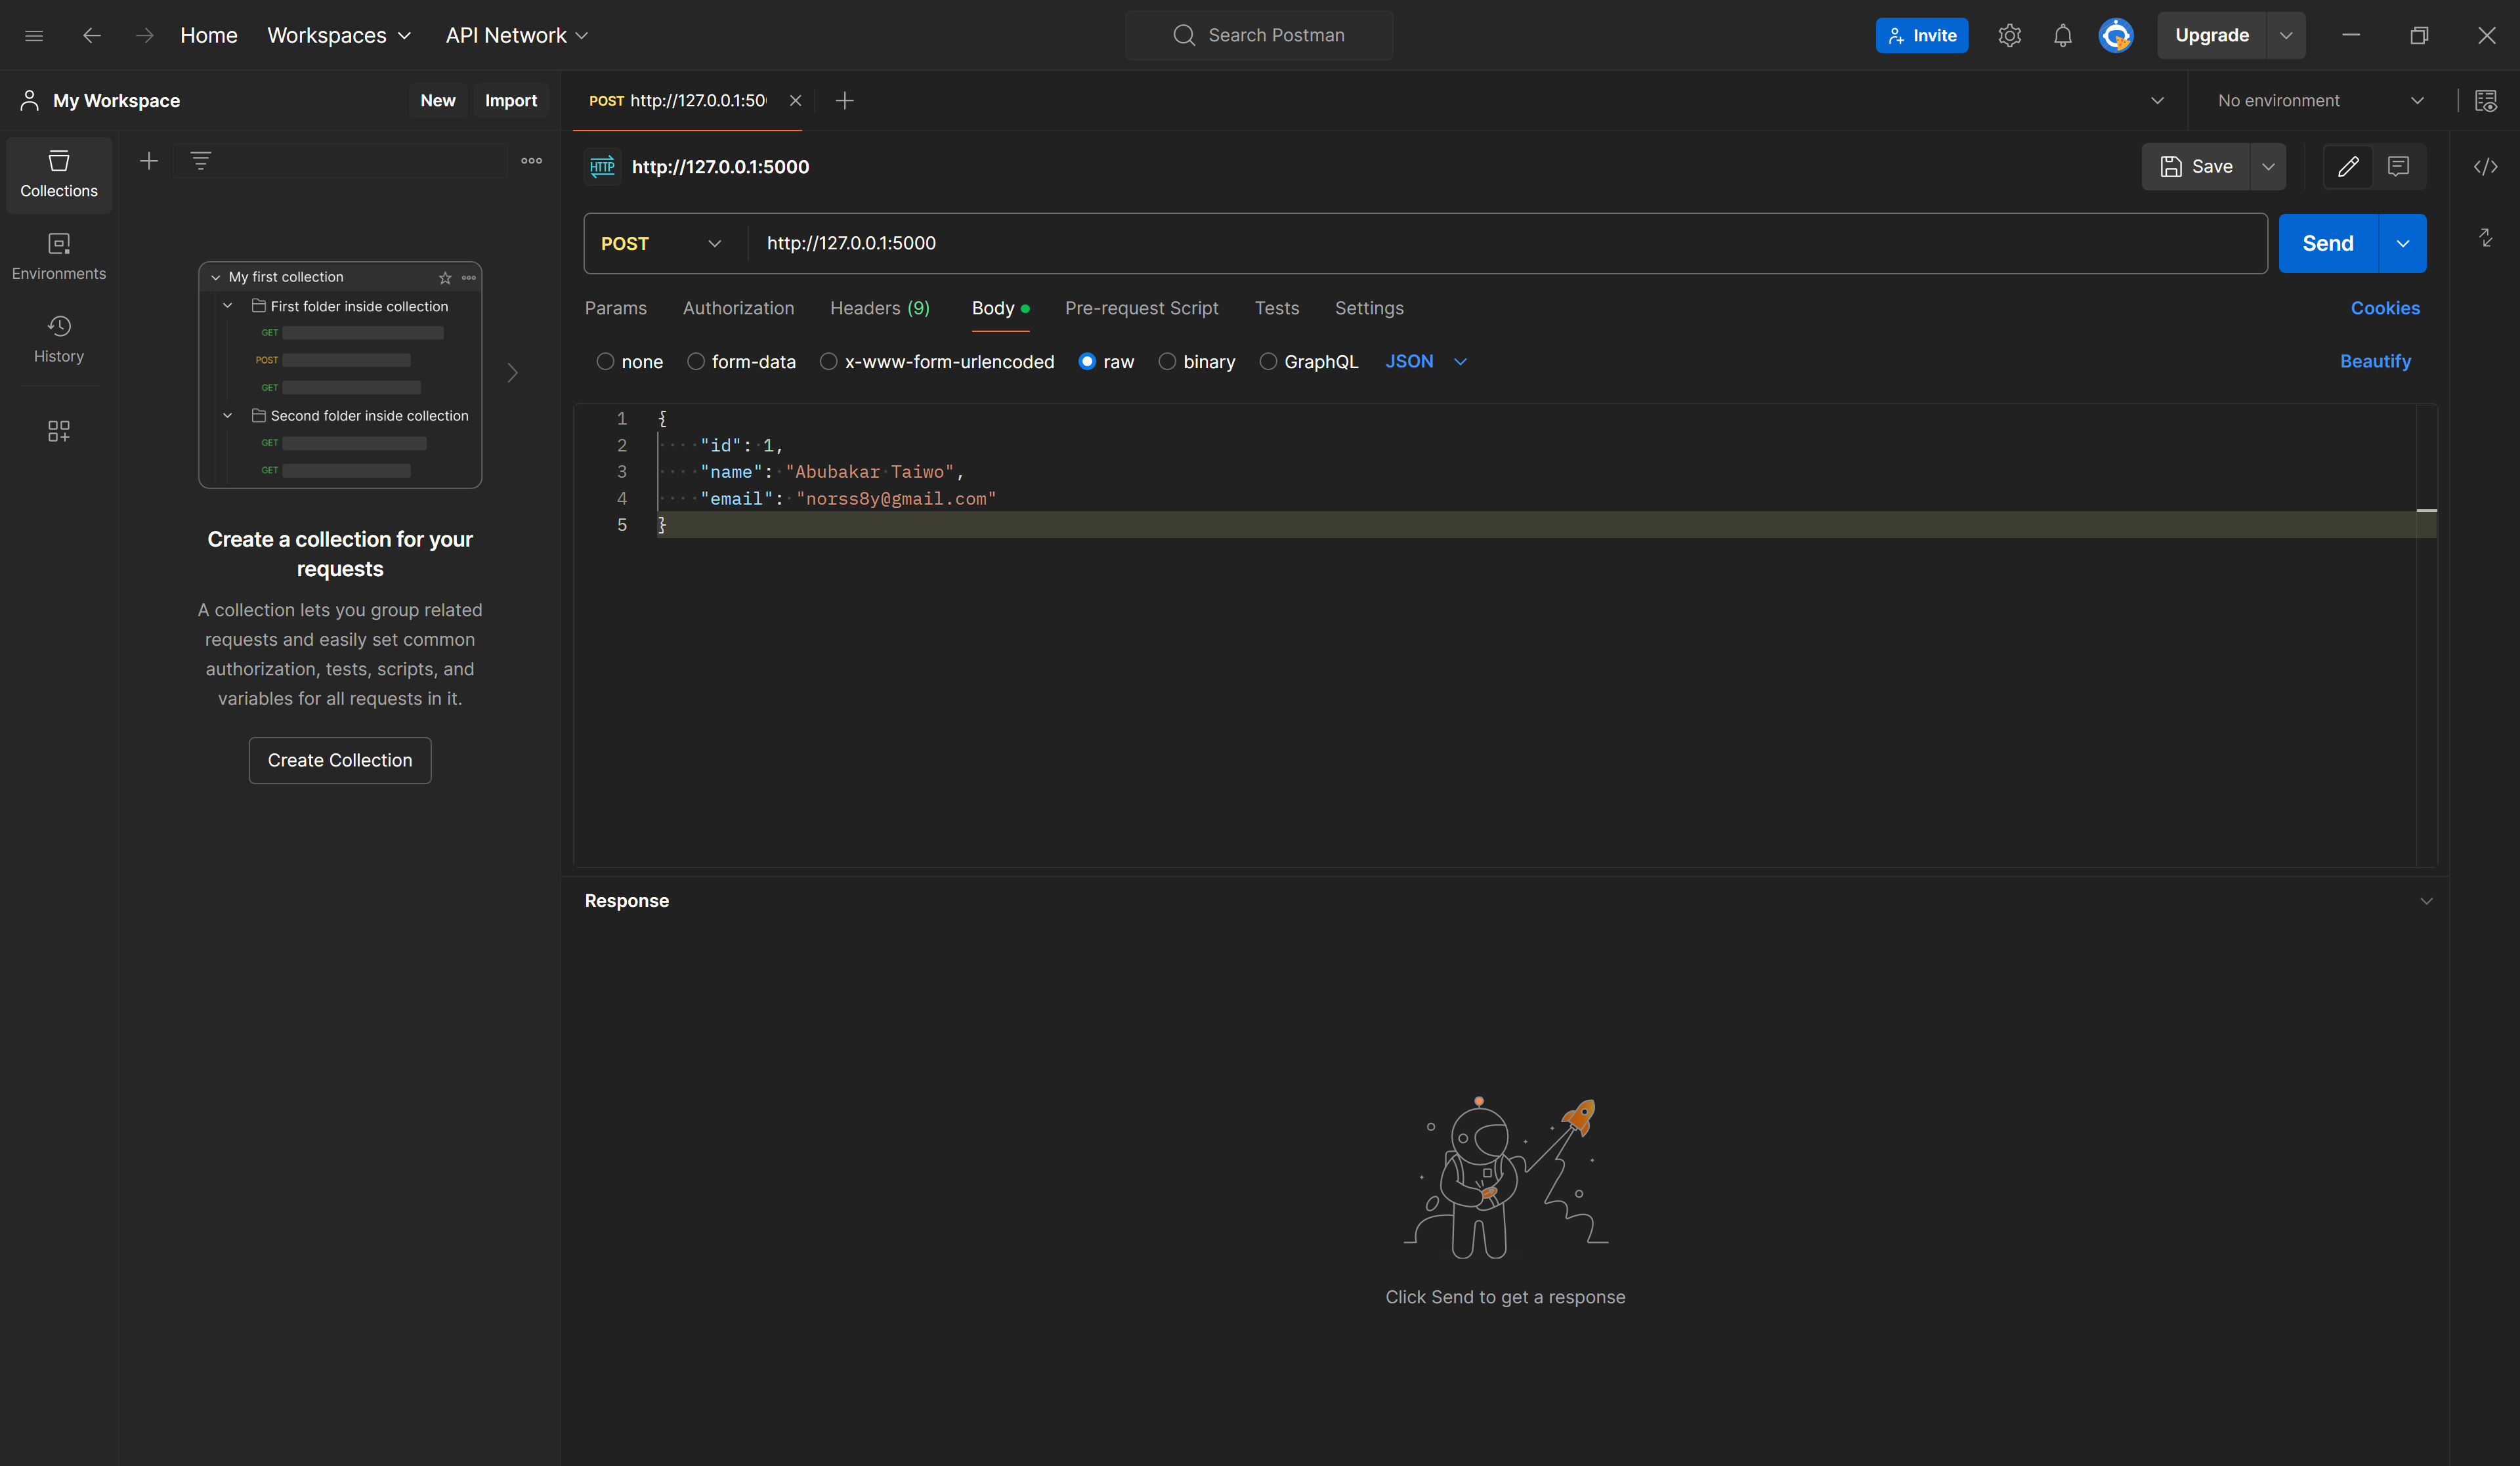 Home Workspaces API Network Search Postman Invite Upgrade
My Workspace New Import POST http://127.0.0.1:50 No environment
Collections
Environments
History
My first collection
First folder inside collection
GET
POST
GET
Second folder inside collection
GET
GET
Create a collection for your
requests
A collection lets you group related
requests and easily set common
authorization, tests, scripts, and
variables for all requests in it.
Create Collection
HTTP http://127.0.0.1:5000 Save
POST http://127.0.0.1:5000 Send
Params Authorization Headers (9) Body Pre-request Script Tests Settings Cookies
none form-data x-www-form-urlencoded raw binary GraphQL JSON Beautify
1 {
2 "id": 1,
3 "name": "Abubakar Taiwo",
4 "email": "norss8y@gmail.com"
5 }
Response
Click Send to get a response